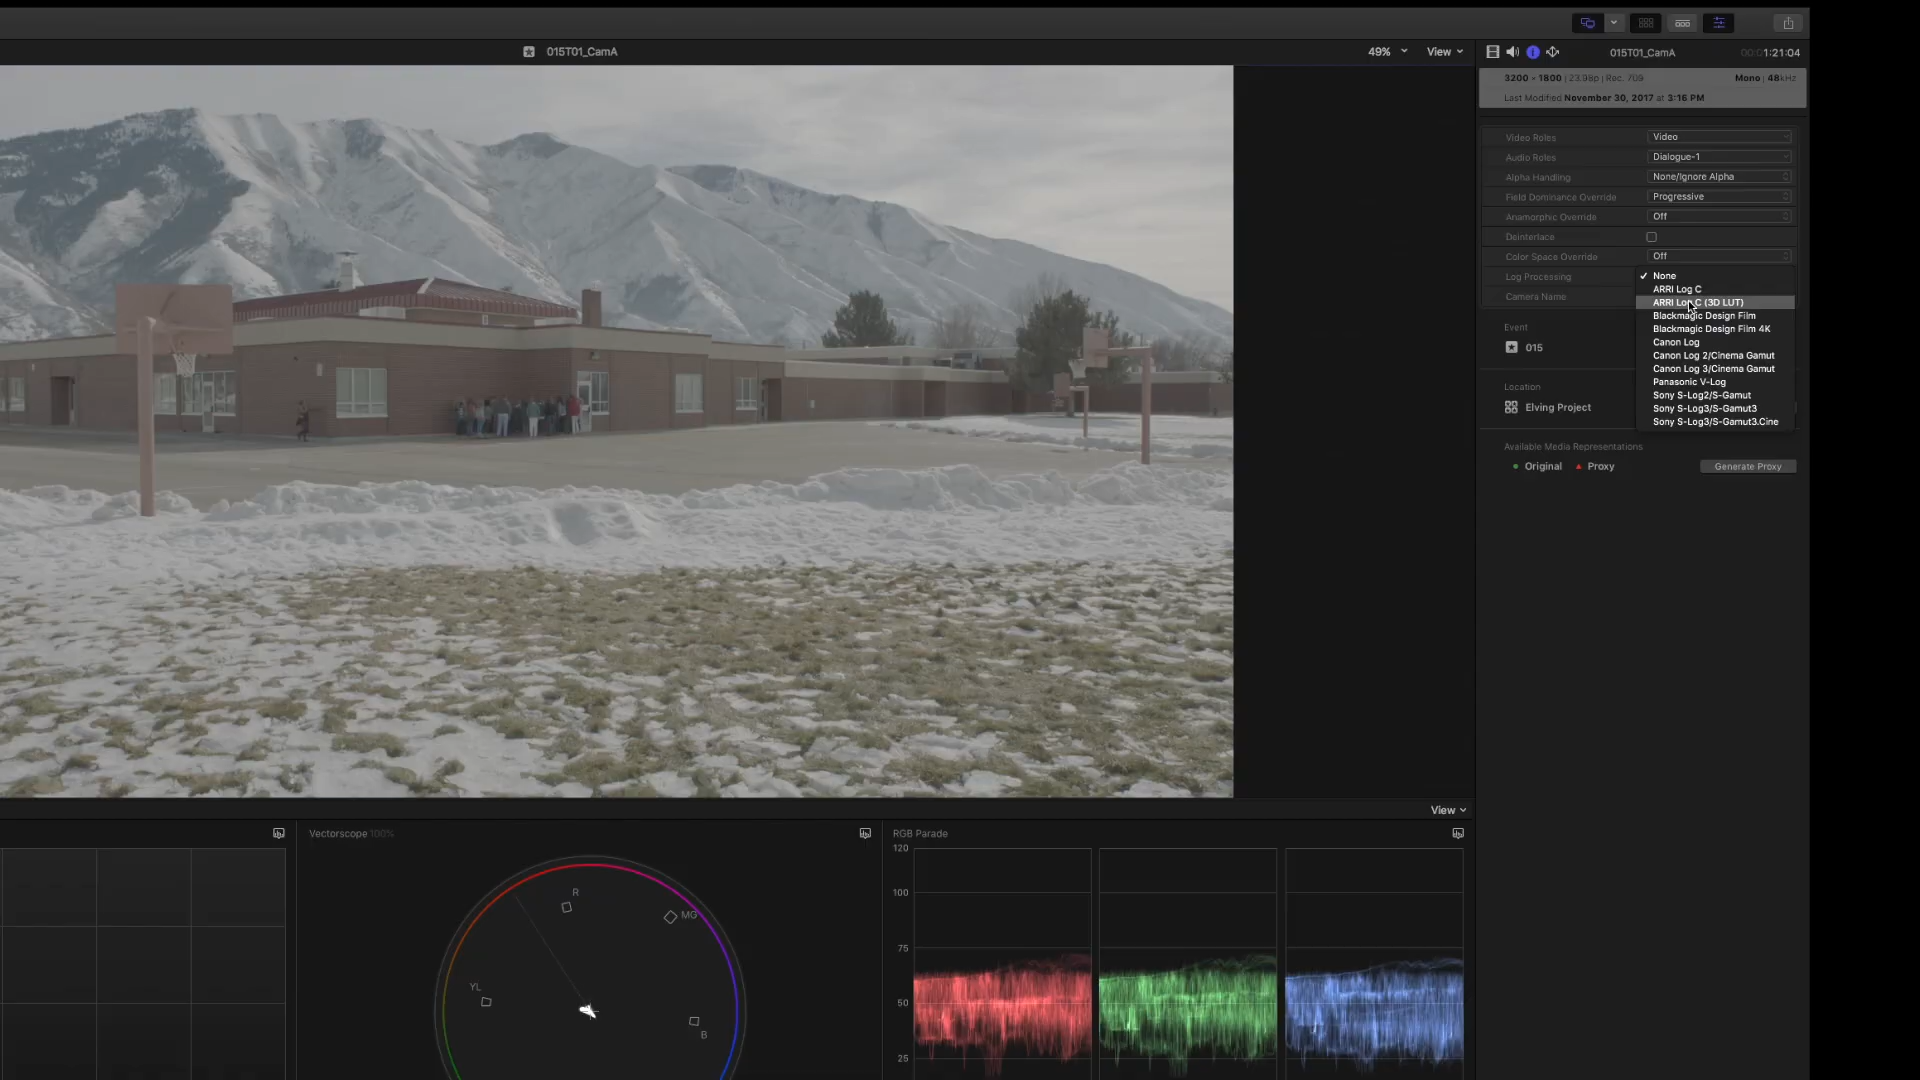 015T01_CamA
49%
View
015T01_CamA
00:01:21:04
3200 × 1800 | 23.98p | Rec. 709
Mono | 48kHz
Last Modified November 30, 2017 at 3:16 PM
Video Roles
Video
Audio Roles
Dialogue-1
Alpha Handling
None/Ignore Alpha
Field Dominance Override
Progressive
Anamorphic Override
Off
Deinterlace
Color Space Override
Off
Log Processing
✓ None
ARRI Log C
Camera Name
ARRI Log C (3D LUT)
Blackmagic Design Film
Blackmagic Design Film 4K
Canon Log
Canon Log 2/Cinema Gamut
Canon Log 3/Cinema Gamut
Panasonic V-Log
Sony S-Log2/S-Gamut
Sony S-Log3/S-Gamut3
Sony S-Log3/S-Gamut3.Cine
Event
015
Location
Elving Project
Available Media Representations
Original
Proxy
Generate Proxy
View
Vectorscope 100%
R
MG
YL
B
RGB Parade
120
100
75
50
25